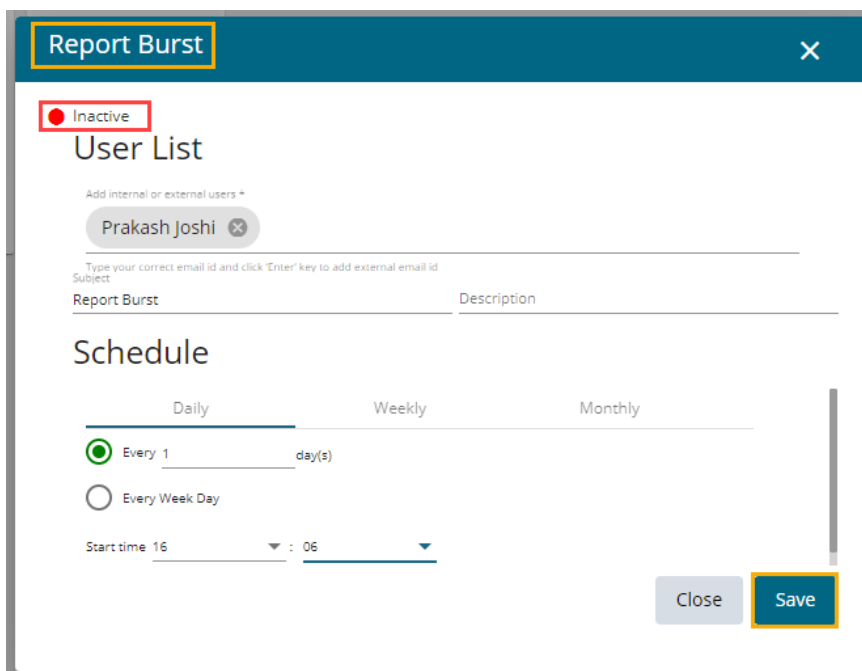 Report Burst
Inactive
User List
Add internal or external users *
Prakash Joshi
Type your correct email id and click 'Enter' key to add external email id
Subject
Report Burst
Description
Schedule
Daily Weekly Monthly
Every 1 day(s)
Every Week Day
Start time 16 : 06
Close Save